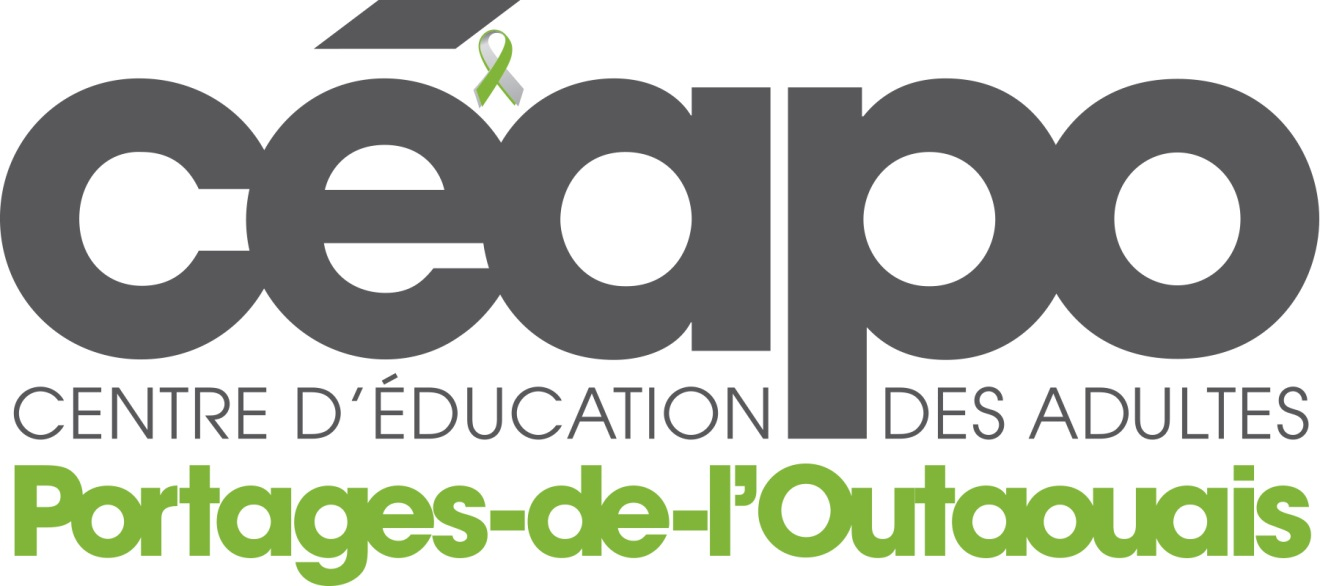 céapo
CENTRE D'ÉDUCATION DES ADULTES
Portages-de-l'Outaouais